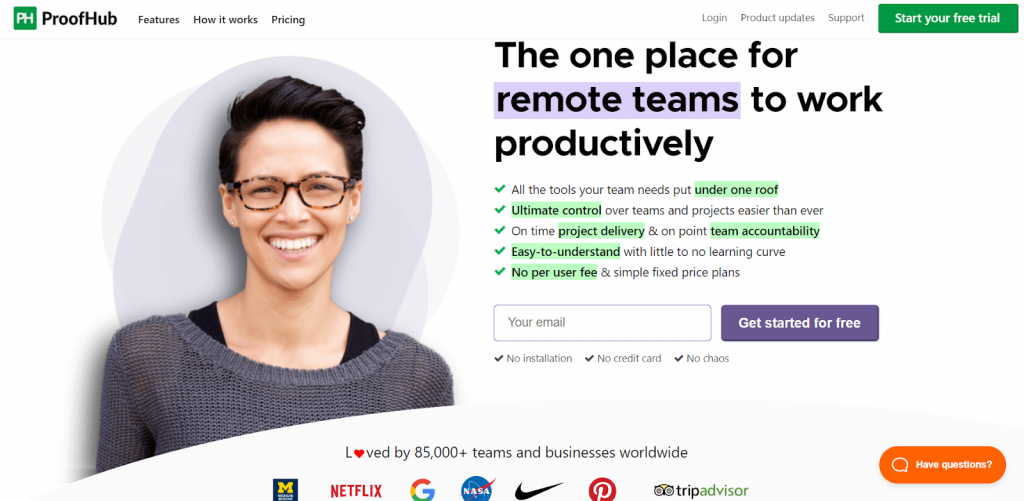 PH ProofHub Features How it works Pricing Login Product updates Support Start your free trial
The one place for
remote teams to work
productively
All the tools your team needs put under one roof
Ultimate control over teams and projects easier than ever
On time project delivery & on point team accountability
Easy-to-understand with little to no learning curve
No per user fee & simple fixed price plans
Your email Get started for free
No installation No credit card No chaos
L❤ved by 85,000+ teams and businesses worldwide
Have questions?
M NETFLIX G NASA tripadvisor